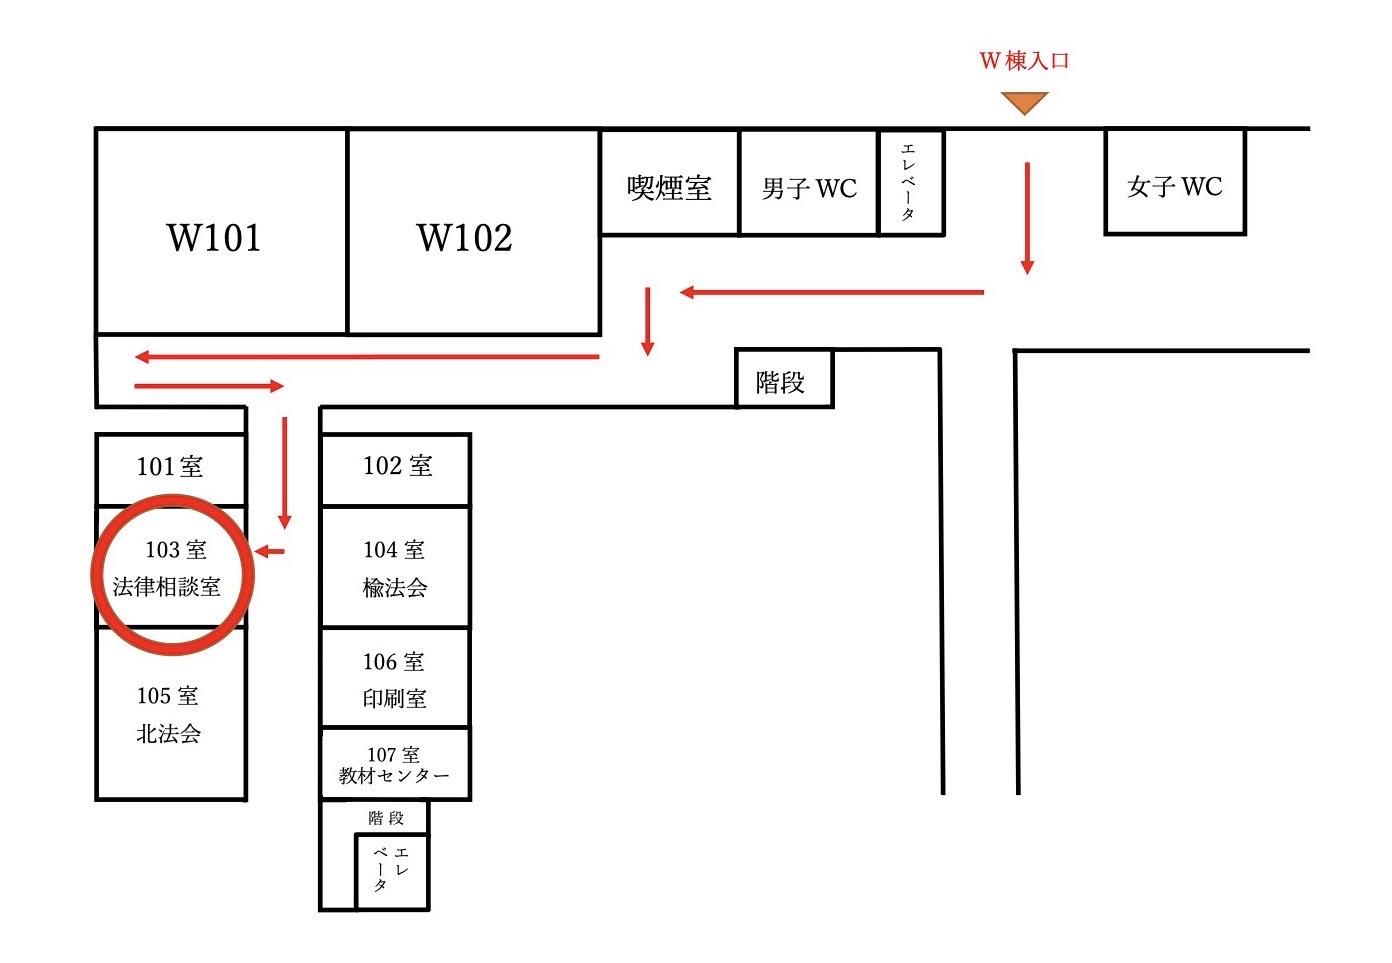 W 棟入口
W101
W102
喫煙室
男子 WC
エレベータ
女子 WC
階段
101 室
102 室
103 室
法律相談室
104 室
楡法会
105 室
北法会
106 室
印刷室
107 室
教材センター
階 段
エレ
ベータ